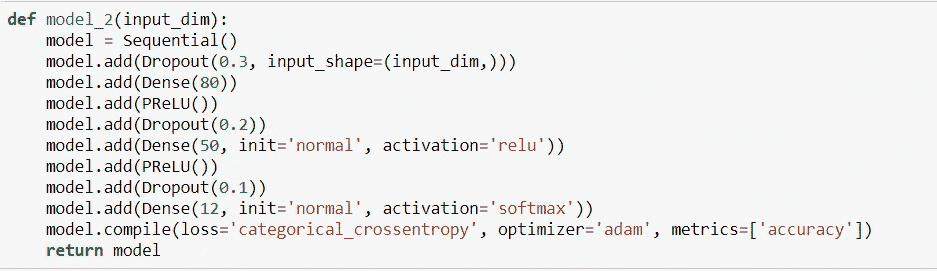 def model_2(input_dim):
    model = Sequential()
    model.add(Dropout(0.3, input_shape=(input_dim,)))
    model.add(Dense(80))
    model.add(PReLU())
    model.add(Dropout(0.2))
    model.add(Dense(50, init='normal', activation='relu'))
    model.add(PReLU())
    model.add(Dropout(0.1))
    model.add(Dense(12, init='normal', activation='softmax'))
    model.compile(loss='categorical_crossentropy', optimizer='adam', metrics=['accuracy'])
    return model